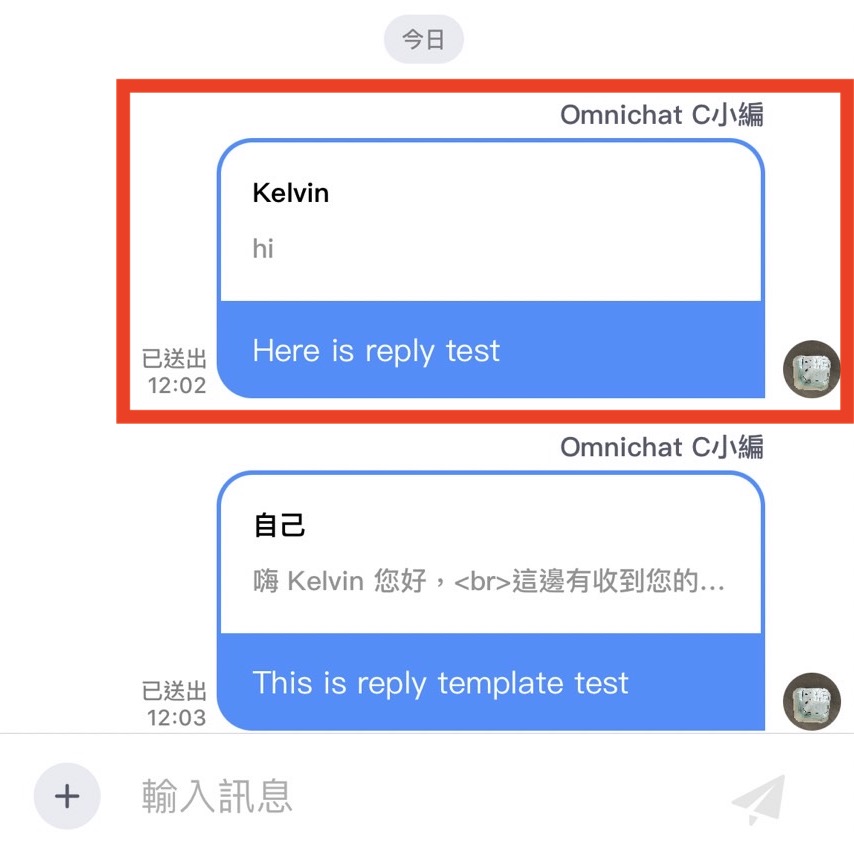 今日
Omnichat C小編
Kelvin
hi
Here is reply test
已送出
12:02
Omnichat C小編
自己
嗨 Kelvin 您好，<br>這邊有收到您的...
This is reply template test
已送出
12:03
輸入訊息